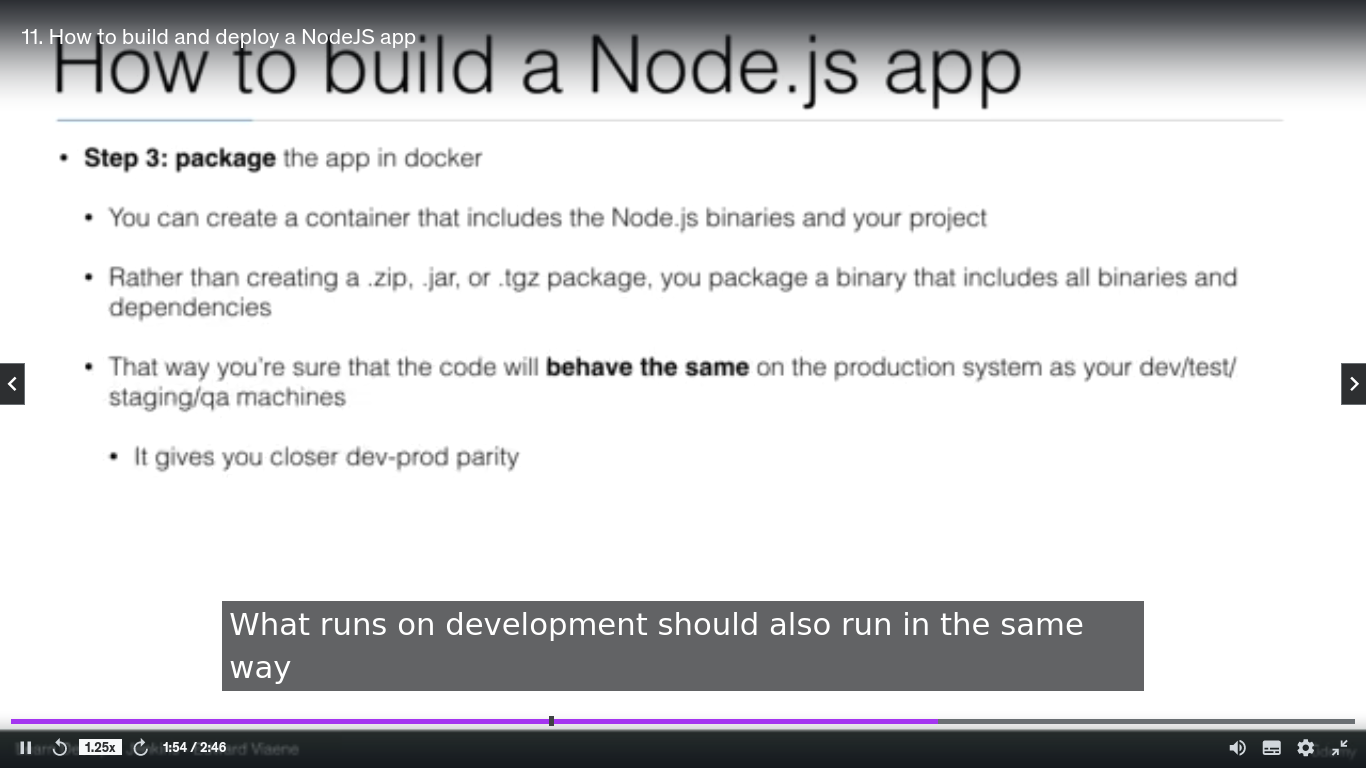 11. How to build and deploy a NodeJS app
How to build a Node.js app
• Step 3: package the app in docker
• You can create a container that includes the Node.js binaries and your project
• Rather than creating a .zip, .jar, or .tgz package, you package a binary that includes all binaries and
dependencies
• That way you're sure that the code will behave the same on the production system as your dev/test/
staging/qa machines
• It gives you closer dev-prod parity
What runs on development should also run in the same
way
1.25x 1:54 / 2:46